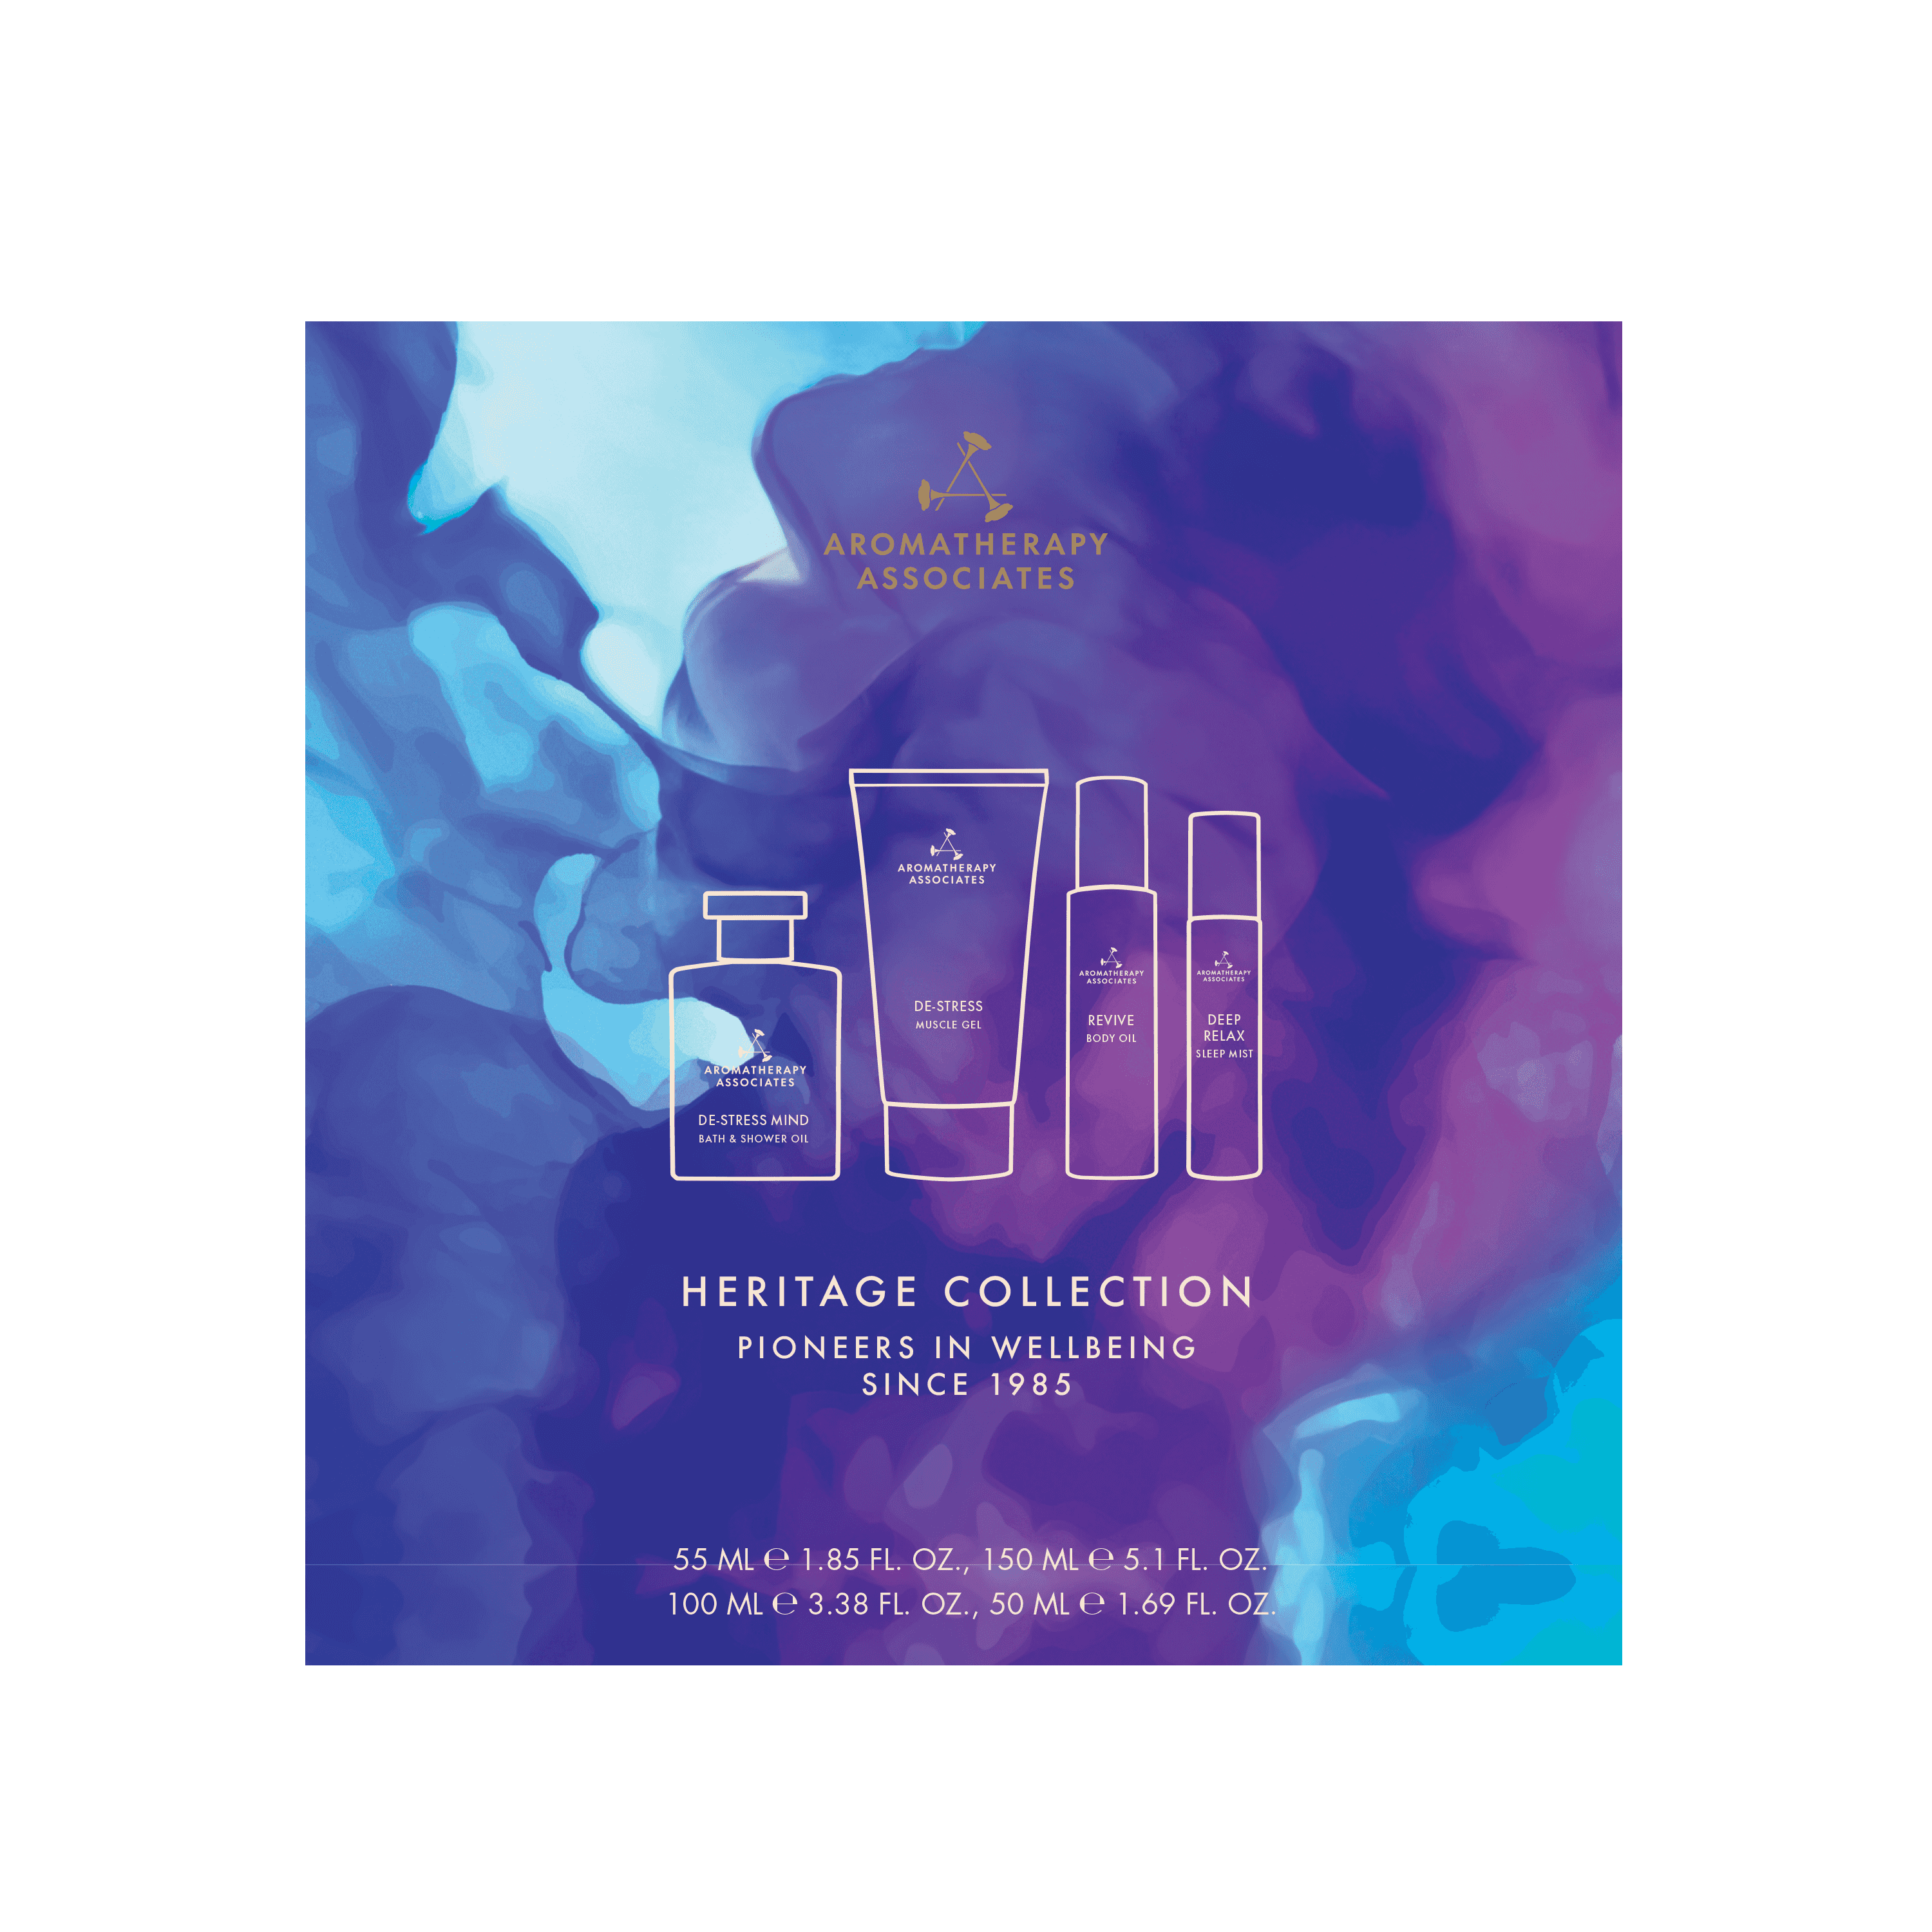 AROMATHERAPY
ASSOCIATES
AROMATHERAPY
ASSOCIATES
DE-STRESS MIND
BATH & SHOWER OIL
AROMATHERAPY
ASSOCIATES
DE-STRESS
MUSCLE GEL
AROMATHERAPY
ASSOCIATES
REVIVE
BODY OIL
AROMATHERAPY
ASSOCIATES
DEEP
RELAX
SLEEP MIST
HERITAGE COLLECTION
PIONEERS IN WELLBEING
SINCE 1985
55 ML ℮ 1.85 FL. OZ., 150 ML ℮ 5.1 FL. OZ.
100 ML ℮ 3.38 FL. OZ., 50 ML ℮ 1.69 FL. OZ.